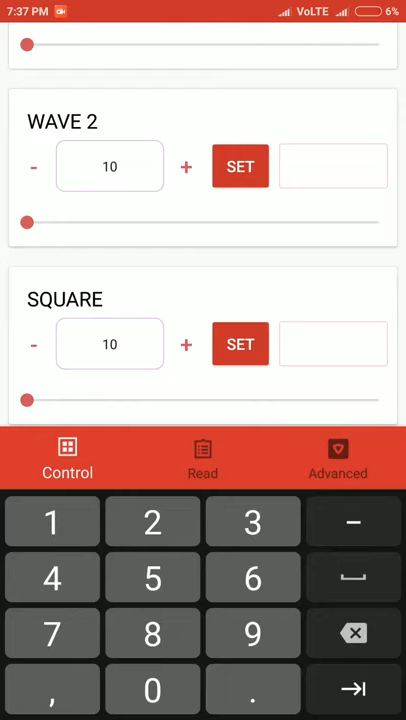 7:37 PM VoLTE 6%
WAVE 2
- 10 + SET
SQUARE
- 10 + SET
Control Read Advanced
1 2 3 –
4 5 6
7 8 9
, 0 .